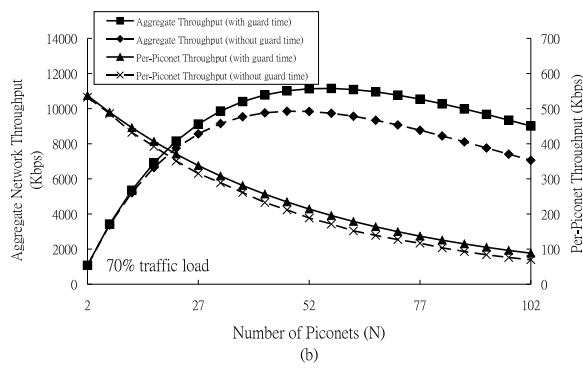 Aggregate Throughput (with guard time)
Aggregate Throughput (without guard time)
Per-Piconet Throughput (with guard time)
Per-Piconet Throughput (without guard time)
Aggregate Network Throughput
(Kbps)
14000
12000
10000
8000
6000
4000
2000
0
700
600
500
400
300
200
100
0
Per-Piconet Throughput (Kbps)
70% traffic load
2
27
52
77
102
Number of Piconets (N)
(b)